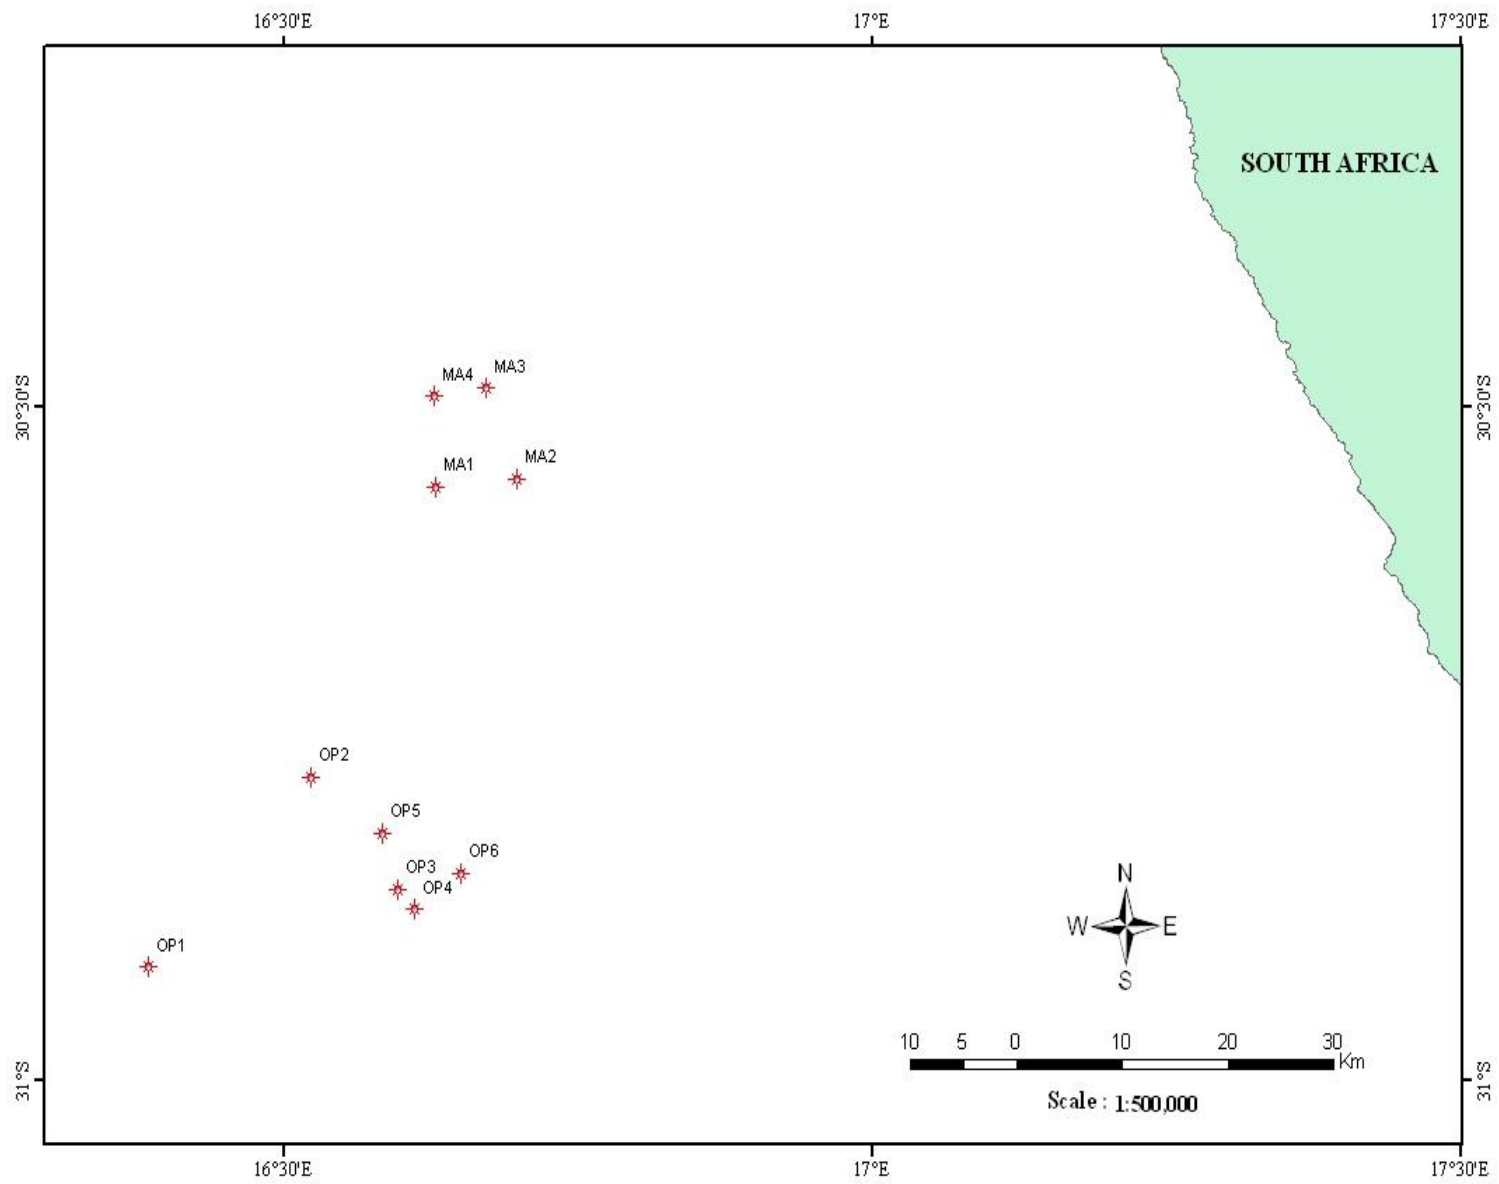 16°30'E 17°E 17°30'E
SOUTH AFRICA
MA4 MA3
30°30'S 30°30'S
MA1 MA2
OP2
OP5
OP6
OP3
OP4
OP1
N
W E
S
10 5 0 10 20 30
Km
31°S 31°S
Scale : 1:500,000
16°30'E 17°E 17°30'E